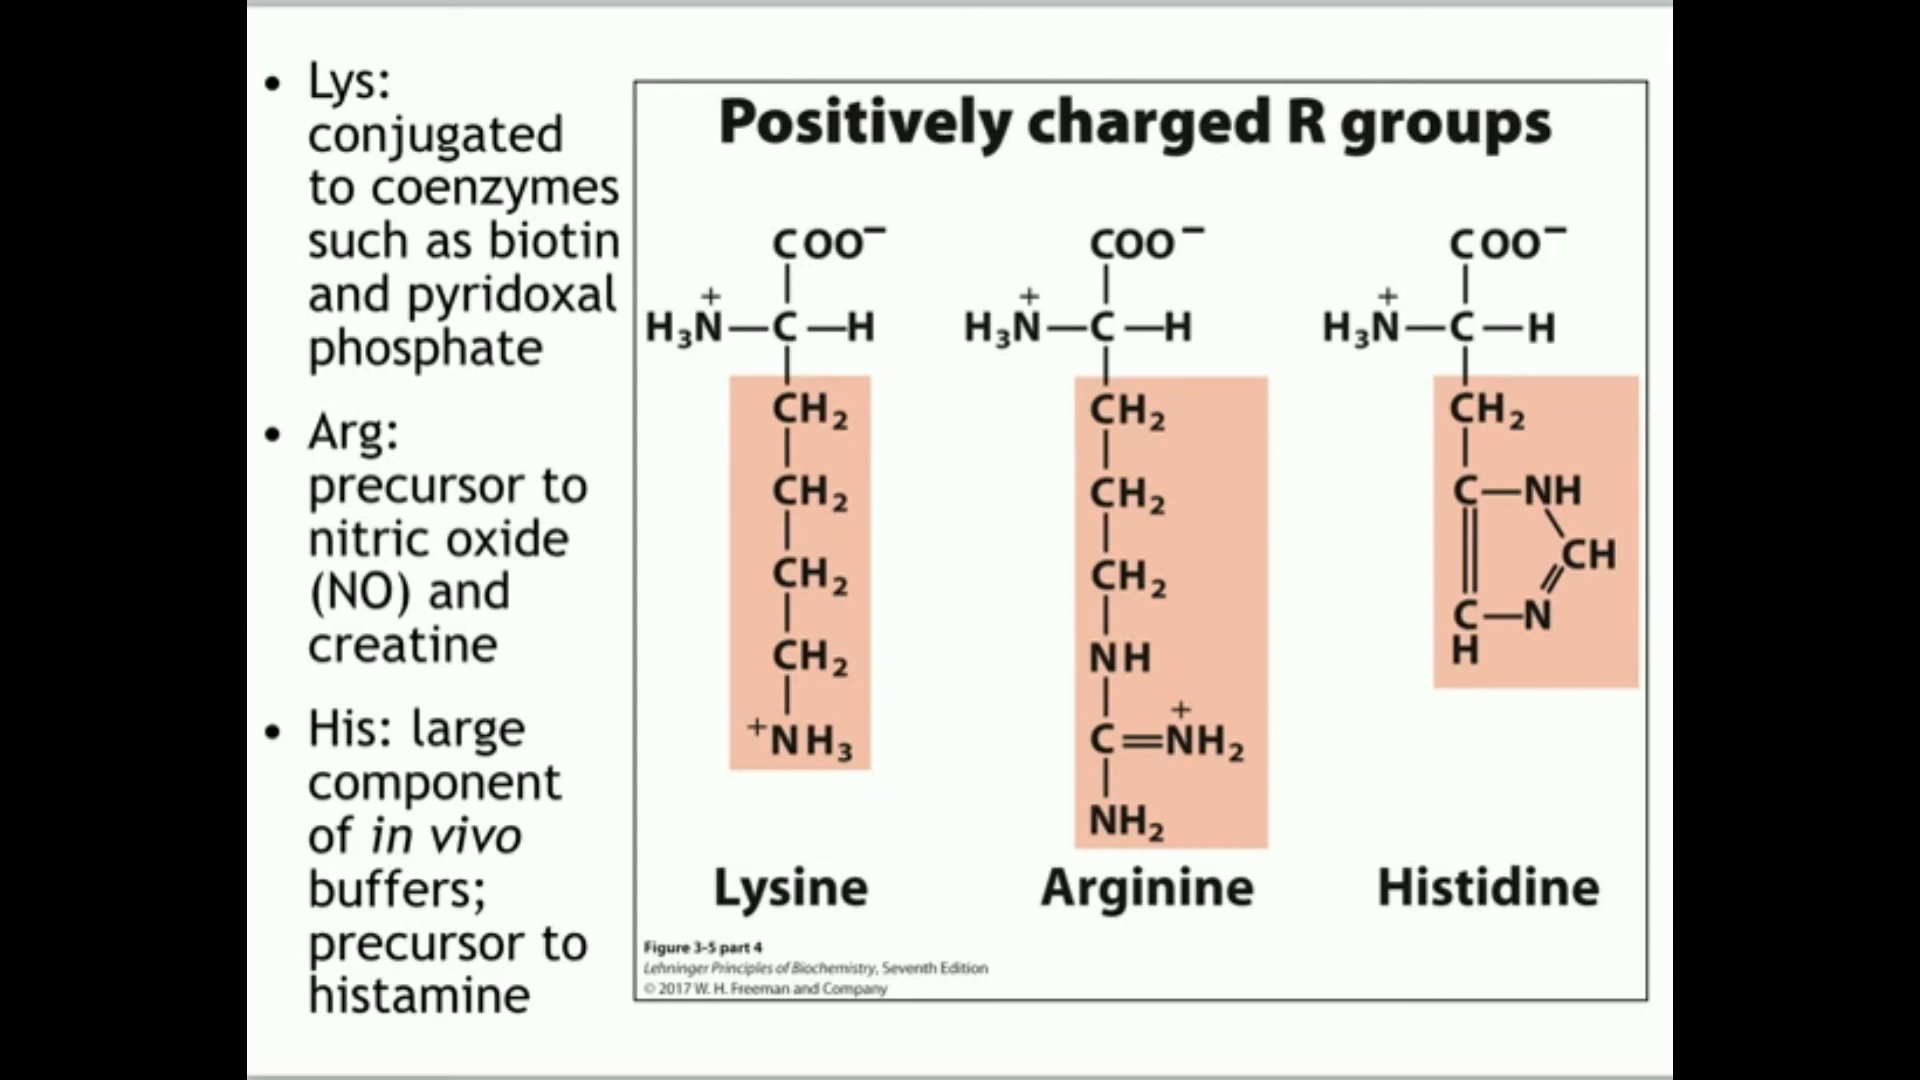 • Lys:
conjugated
to coenzymes
such as biotin
and pyridoxal
phosphate
• Arg:
precursor to
nitric oxide
(NO) and
creatine
• His: large
component
of in vivo
buffers;
precursor to
histamine
Positively charged R groups
COO⁻
H₃N⁺—C—H
CH₂
CH₂
CH₂
CH₂
⁺NH₃
Lysine
COO⁻
H₃N⁺—C—H
CH₂
CH₂
CH₂
NH
C=N⁺H₂
NH₂
Arginine
COO⁻
H₃N⁺—C—H
CH₂
C—NH
CH
C—N
H
Histidine
Figure 3-5 part 4
Lehninger Principles of Biochemistry, Seventh Edition
© 2017 W. H. Freeman and Company